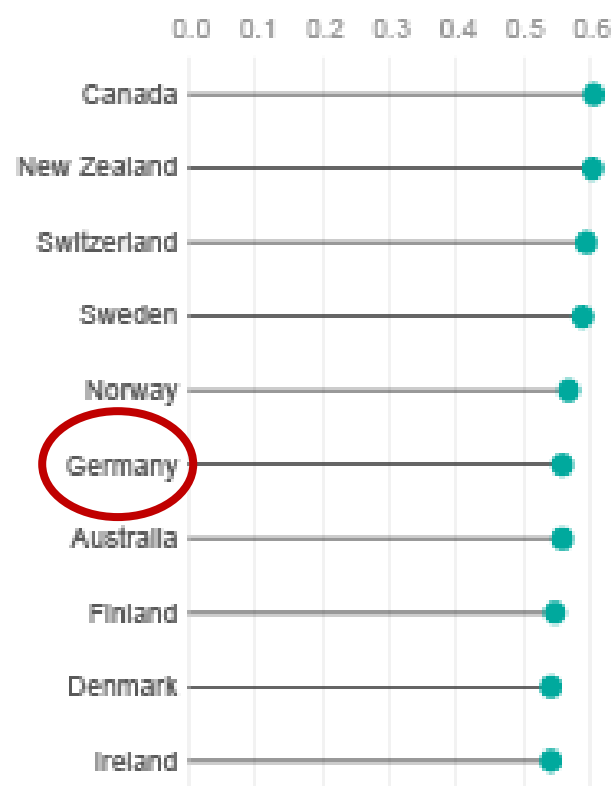 0.0 0.1 0.2 0.3 0.4 0.5 0.6
Canada
New Zealand
Switzerland
Sweden
Norway
Germany
Australia
Finland
Denmark
Ireland